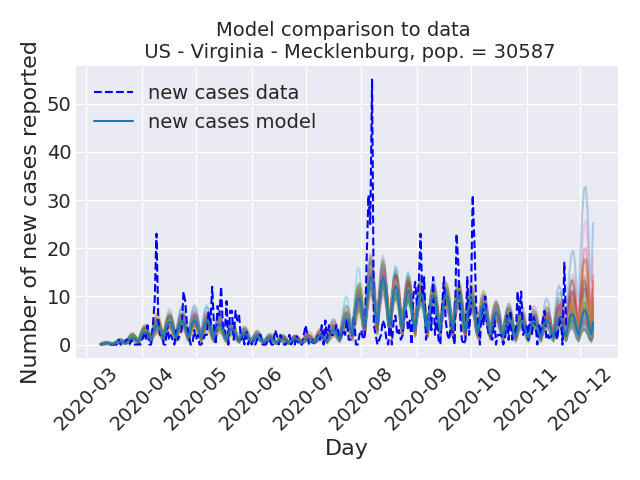 Model comparison to data
US - Virginia - Mecklenburg, pop. = 30587
Number of new cases reported
50
40
30
20
10
0
new cases data
new cases model
2020-03
2020-04
2020-05
2020-06
2020-07
2020-08
2020-09
2020-10
2020-11
2020-12
Day